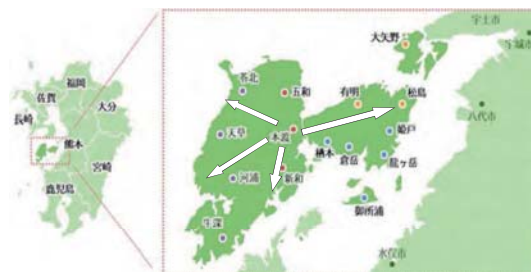 福岡
佐賀
大分
長崎
熊本
宮崎
鹿児島
宇土市
宇城市
八代市
水俣市
大矢野
苓北
五和
有明
松島
天草
本渡
姫戸
栖本
倉岳
龍ヶ岳
河浦
新和
御所浦
牛深